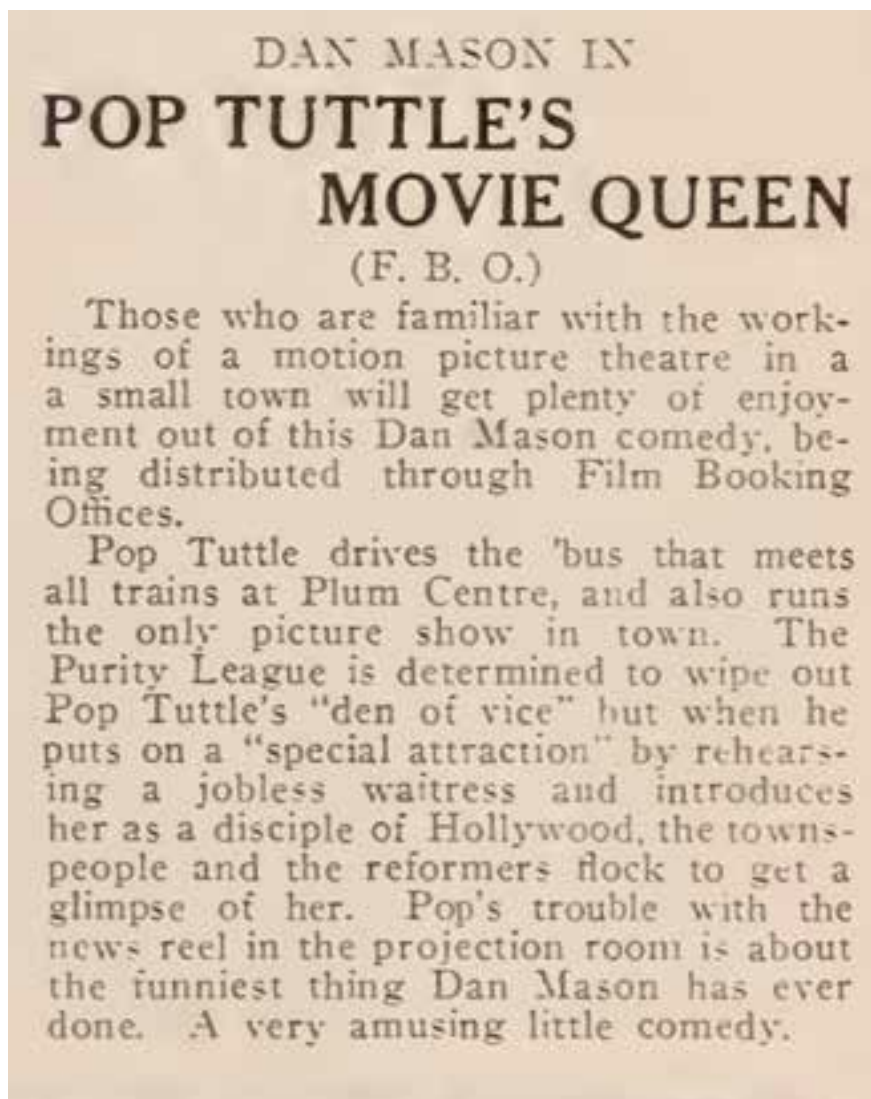 DAN MASON IN
POP TUTTLE'S
MOVIE QUEEN
(F. B. O.)
Those who are familiar with the work-
ings of a motion picture theatre in a
a small town will get plenty of enjoy-
ment out of this Dan Mason comedy, be-
ing distributed through Film Booking
Offices.
Pop Tuttle drives the 'bus that meets
all trains at Plum Centre, and also runs
the only picture show in town. The
Purity League is determined to wipe out
Pop Tuttle's "den of vice" but when he
puts on a "special attraction" by rehears-
ing a jobless waitress and introduces
her as a disciple of Hollywood, the towns-
people and the reformers flock to get a
glimpse of her. Pop's trouble with the
news reel in the projection room is about
the funniest thing Dan Mason has ever
done. A very amusing little comedy.